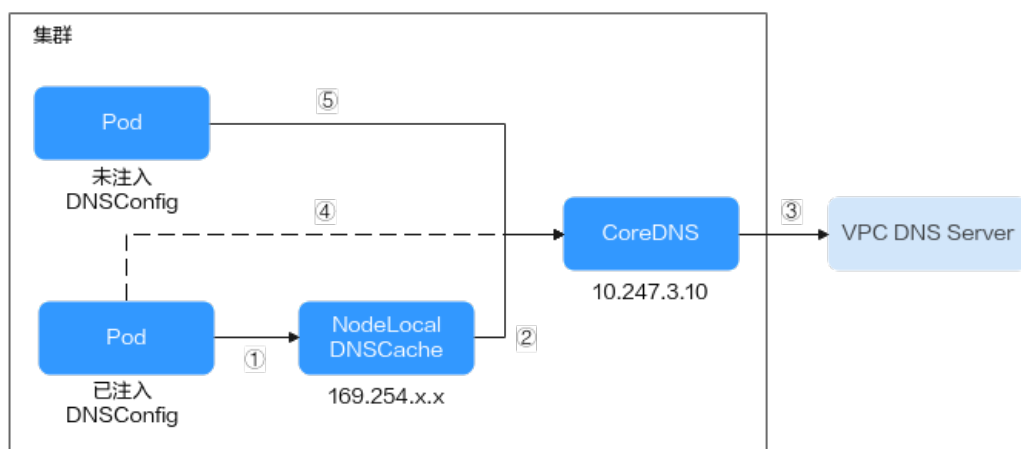 集群
⑤
Pod
未注入
DNSConfig
④
③
CoreDNS
VPC DNS Server
10.247.3.10
Pod
①
NodeLocal
DNSCache
②
已注入
DNSConfig
169.254.x.x